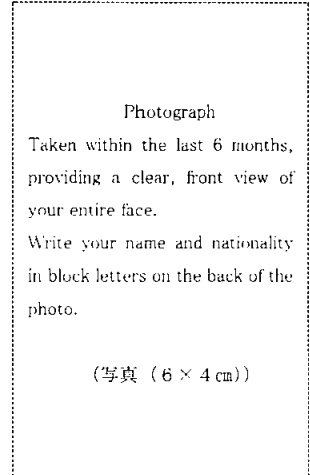 Photograph
Taken within the last 6 months,
providing a clear, front view of
your entire face.
Write your name and nationality
in block letters on the back of the
photo.
(写真 (6 × 4 ㎝))